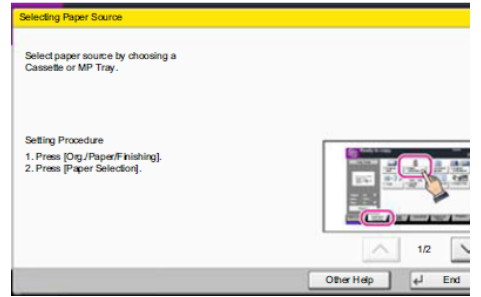 Selecting Paper Source
Select paper source by choosing a
Cassette or MP Tray.
Setting Procedure
1. Press [Org./Paper/Finishing].
2. Press [Paper Selection].
1/2
Other Help
End